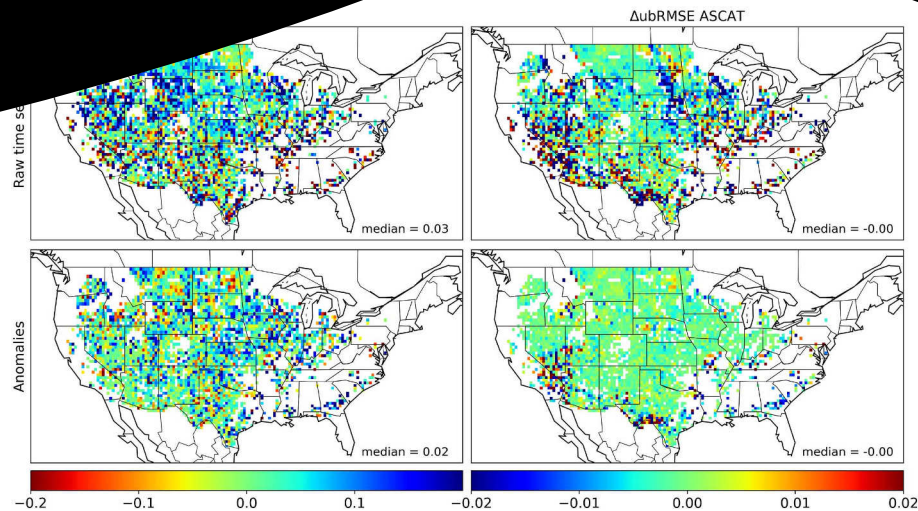 ΔubRMSE ASCAT
Raw time se
median = 0.03
median = -0.00
Anomalies
median = 0.02
median = -0.00
−0.2 −0.1 0.0 0.1
−0.02 −0.01 0.00 0.01 0.02